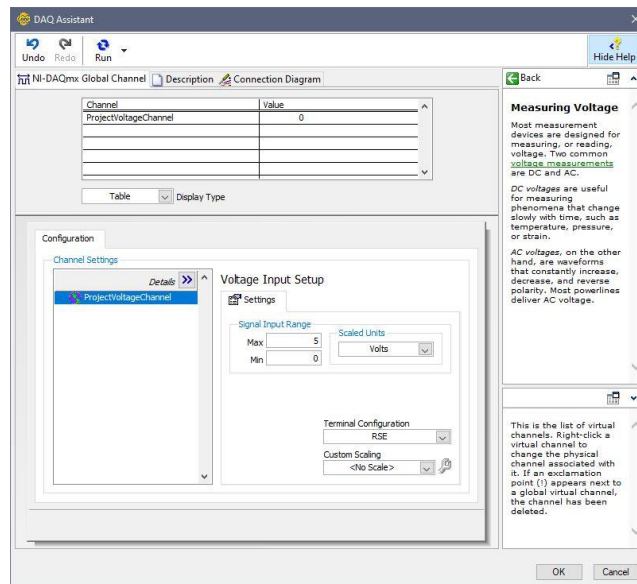 DAQ Assistant
Undo Redo Run
Hide Help
NI-DAQmx Global Channel Description Connection Diagram
Channel Value
ProjectVoltageChannel 0
Table Display Type
Configuration
Channel Settings
Details
ProjectVoltageChannel
Voltage Input Setup
Settings
Signal Input Range
Max 5
Min 0
Scaled Units
Volts
Terminal Configuration
RSE
Custom Scaling
<No Scale>
Back
Measuring Voltage
Most measurement
devices are designed for
measuring, or reading,
voltage. Two common
voltage measurements
are DC and AC.
DC voltages are useful
for measuring
phenomena that change
slowly with time, such as
temperature, pressure,
or strain.
AC voltages, on the other
hand, are waveforms
that constantly increase,
decrease, and reverse
polarity. Most powerlines
deliver AC voltage.
This is the list of virtual
channels. Right-click a
virtual channel to
change the physical
channel associated with
it. If an exclamation
point (!) appears next to
a global virtual channel,
the channel has been
deleted.
OK Cancel